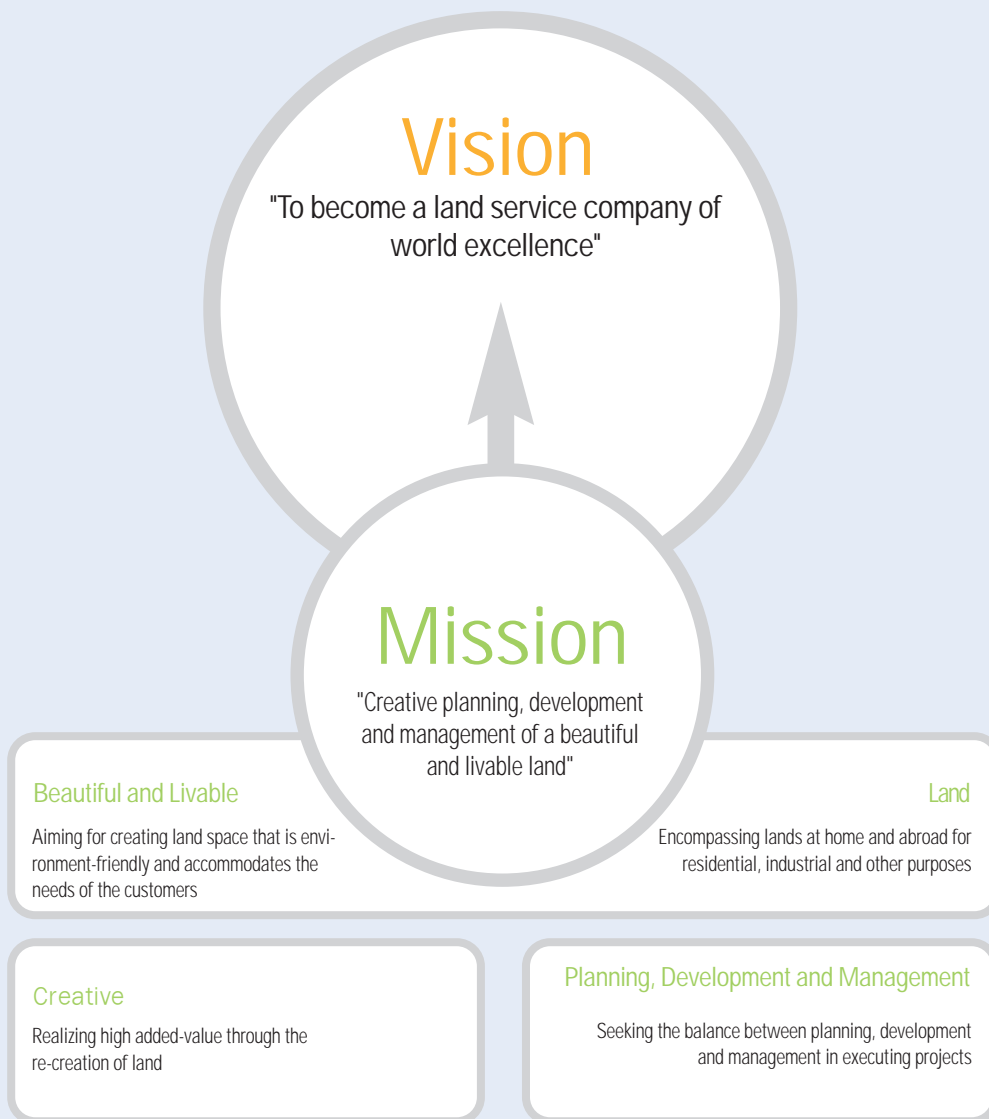 Vision
"To become a land service company of
world excellence"
Mission
"Creative planning, development
and management of a beautiful
and livable land"
Beautiful and Livable
Aiming for creating land space that is envi-
ronment-friendly and accommodates the
needs of the customers
Land
Encompassing lands at home and abroad for
residential, industrial and other purposes
Creative
Realizing high added-value through the
re-creation of land
Planning, Development and Management
Seeking the balance between planning, development
and management in executing projects